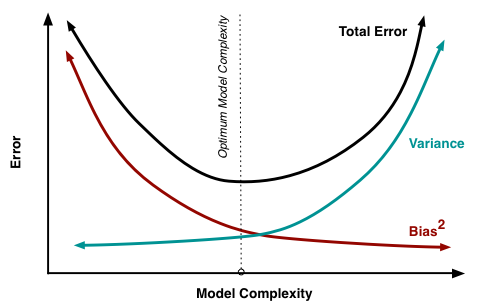 Total Error
Optimum Model Complexity
Variance
Error
Bias²
Model Complexity